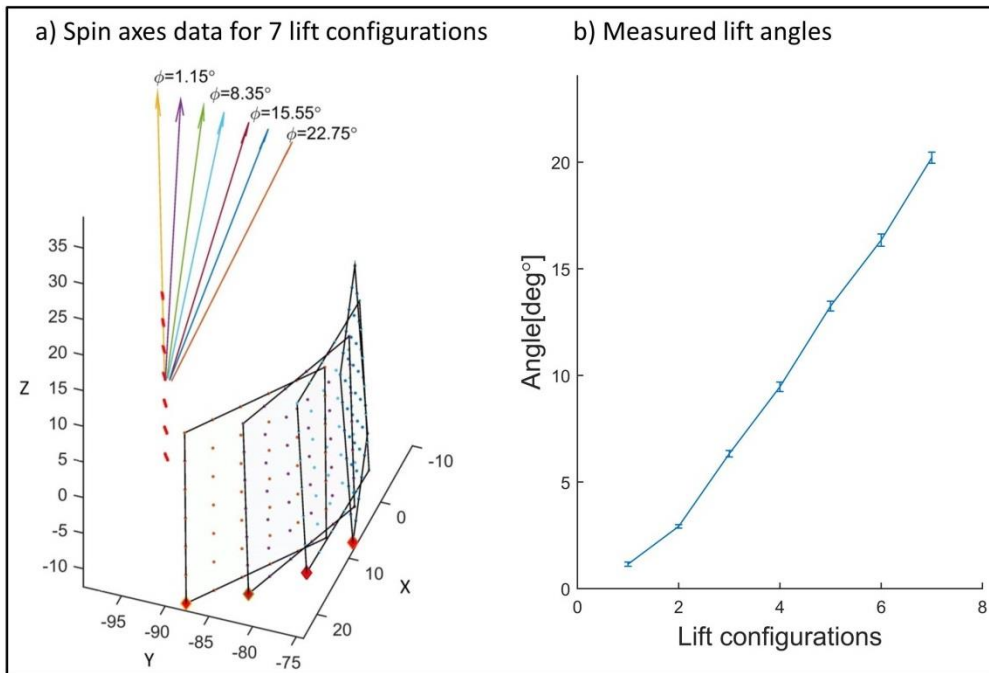 a) Spin axes data for 7 lift configurations
ϕ=1.15°
ϕ=8.35°
ϕ=15.55°
ϕ=22.75°
35
30
25
20
15
10
5
0
-5
-10
Z
-95
-90
-85
-80
-75
Y
-10
0
10
20
X
b) Measured lift angles
20
15
10
5
0
Angle[deg°]
0 2 4 6 8
Lift configurations